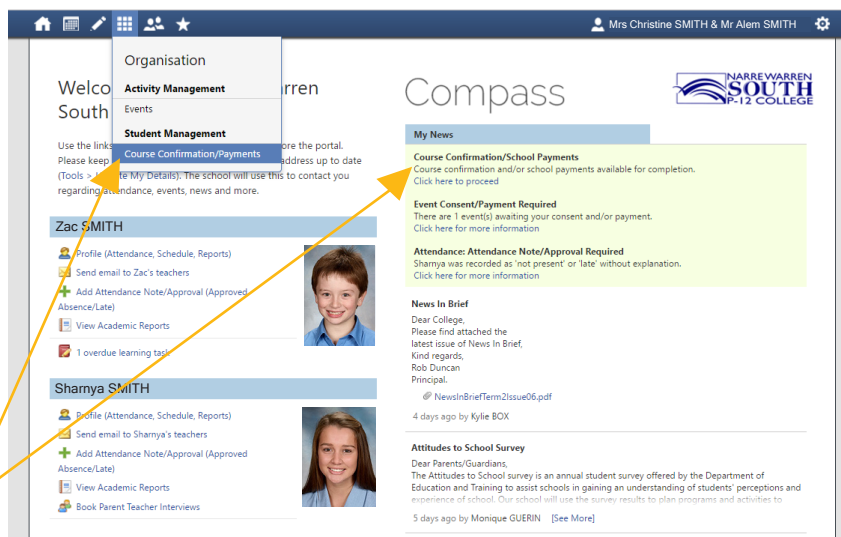 Mrs Christine SMITH & Mr Alem SMITH
Organisation
Activity Management
Events
Student Management
Course Confirmation/Payments
Welco
rren
South
Use the links
ore the portal.
Please keep
address up to date
(Tools > te My Details). The school will use this to contact you
regarding attendance, events, news and more.
Zac SMITH
Profile (Attendance, Schedule, Reports)
Send email to Zac's teachers
Add Attendance Note/Approval (Approved
Absence/Late)
View Academic Reports
1 overdue learning task
Sharnya SMITH
Profile (Attendance, Schedule, Reports)
Send email to Sharnya's teachers
Add Attendance Note/Approval (Approved
Absence/Late)
View Academic Reports
Book Parent Teacher Interviews
Compass
NARRE WARREN
SOUTH
P-12 COLLEGE
My News
Course Confirmation/School Payments
Course confirmation and/or school payments available for completion.
Click here to proceed
Event Consent/Payment Required
There are 1 event(s) awaiting your consent and/or payment.
Click here for more information
Attendance: Attendance Note/Approval Required
Sharnya was recorded as 'not present' or 'late' without explanation.
Click here for more information
News In Brief
Dear College,
Please find attached the
latest issue of News In Brief,
Kind regards,
Rob Duncan
Principal.
NewsInBriefTerm2Issue06.pdf
4 days ago by Kylie BOX
Attitudes to School Survey
Dear Parents/Guardians,
The Attitudes to School survey is an annual student survey offered by the Department of
Education and Training to assist schools in gaining an understanding of students' perceptions and
experience of school. Our school will use the survey results to plan programs and activities to
5 days ago by Monique GUERIN [See More]